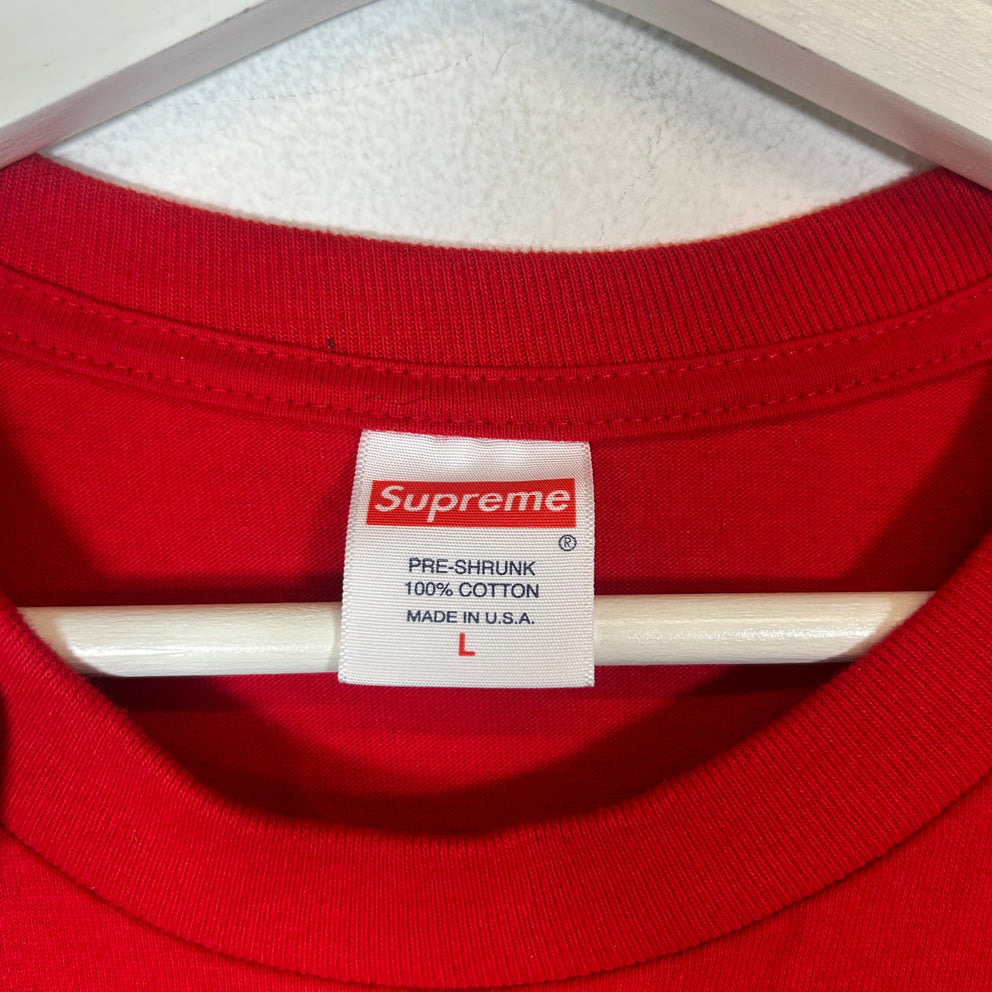 Supreme
®
PRE-SHRUNK
100% COTTON
MADE IN U.S.A.
L